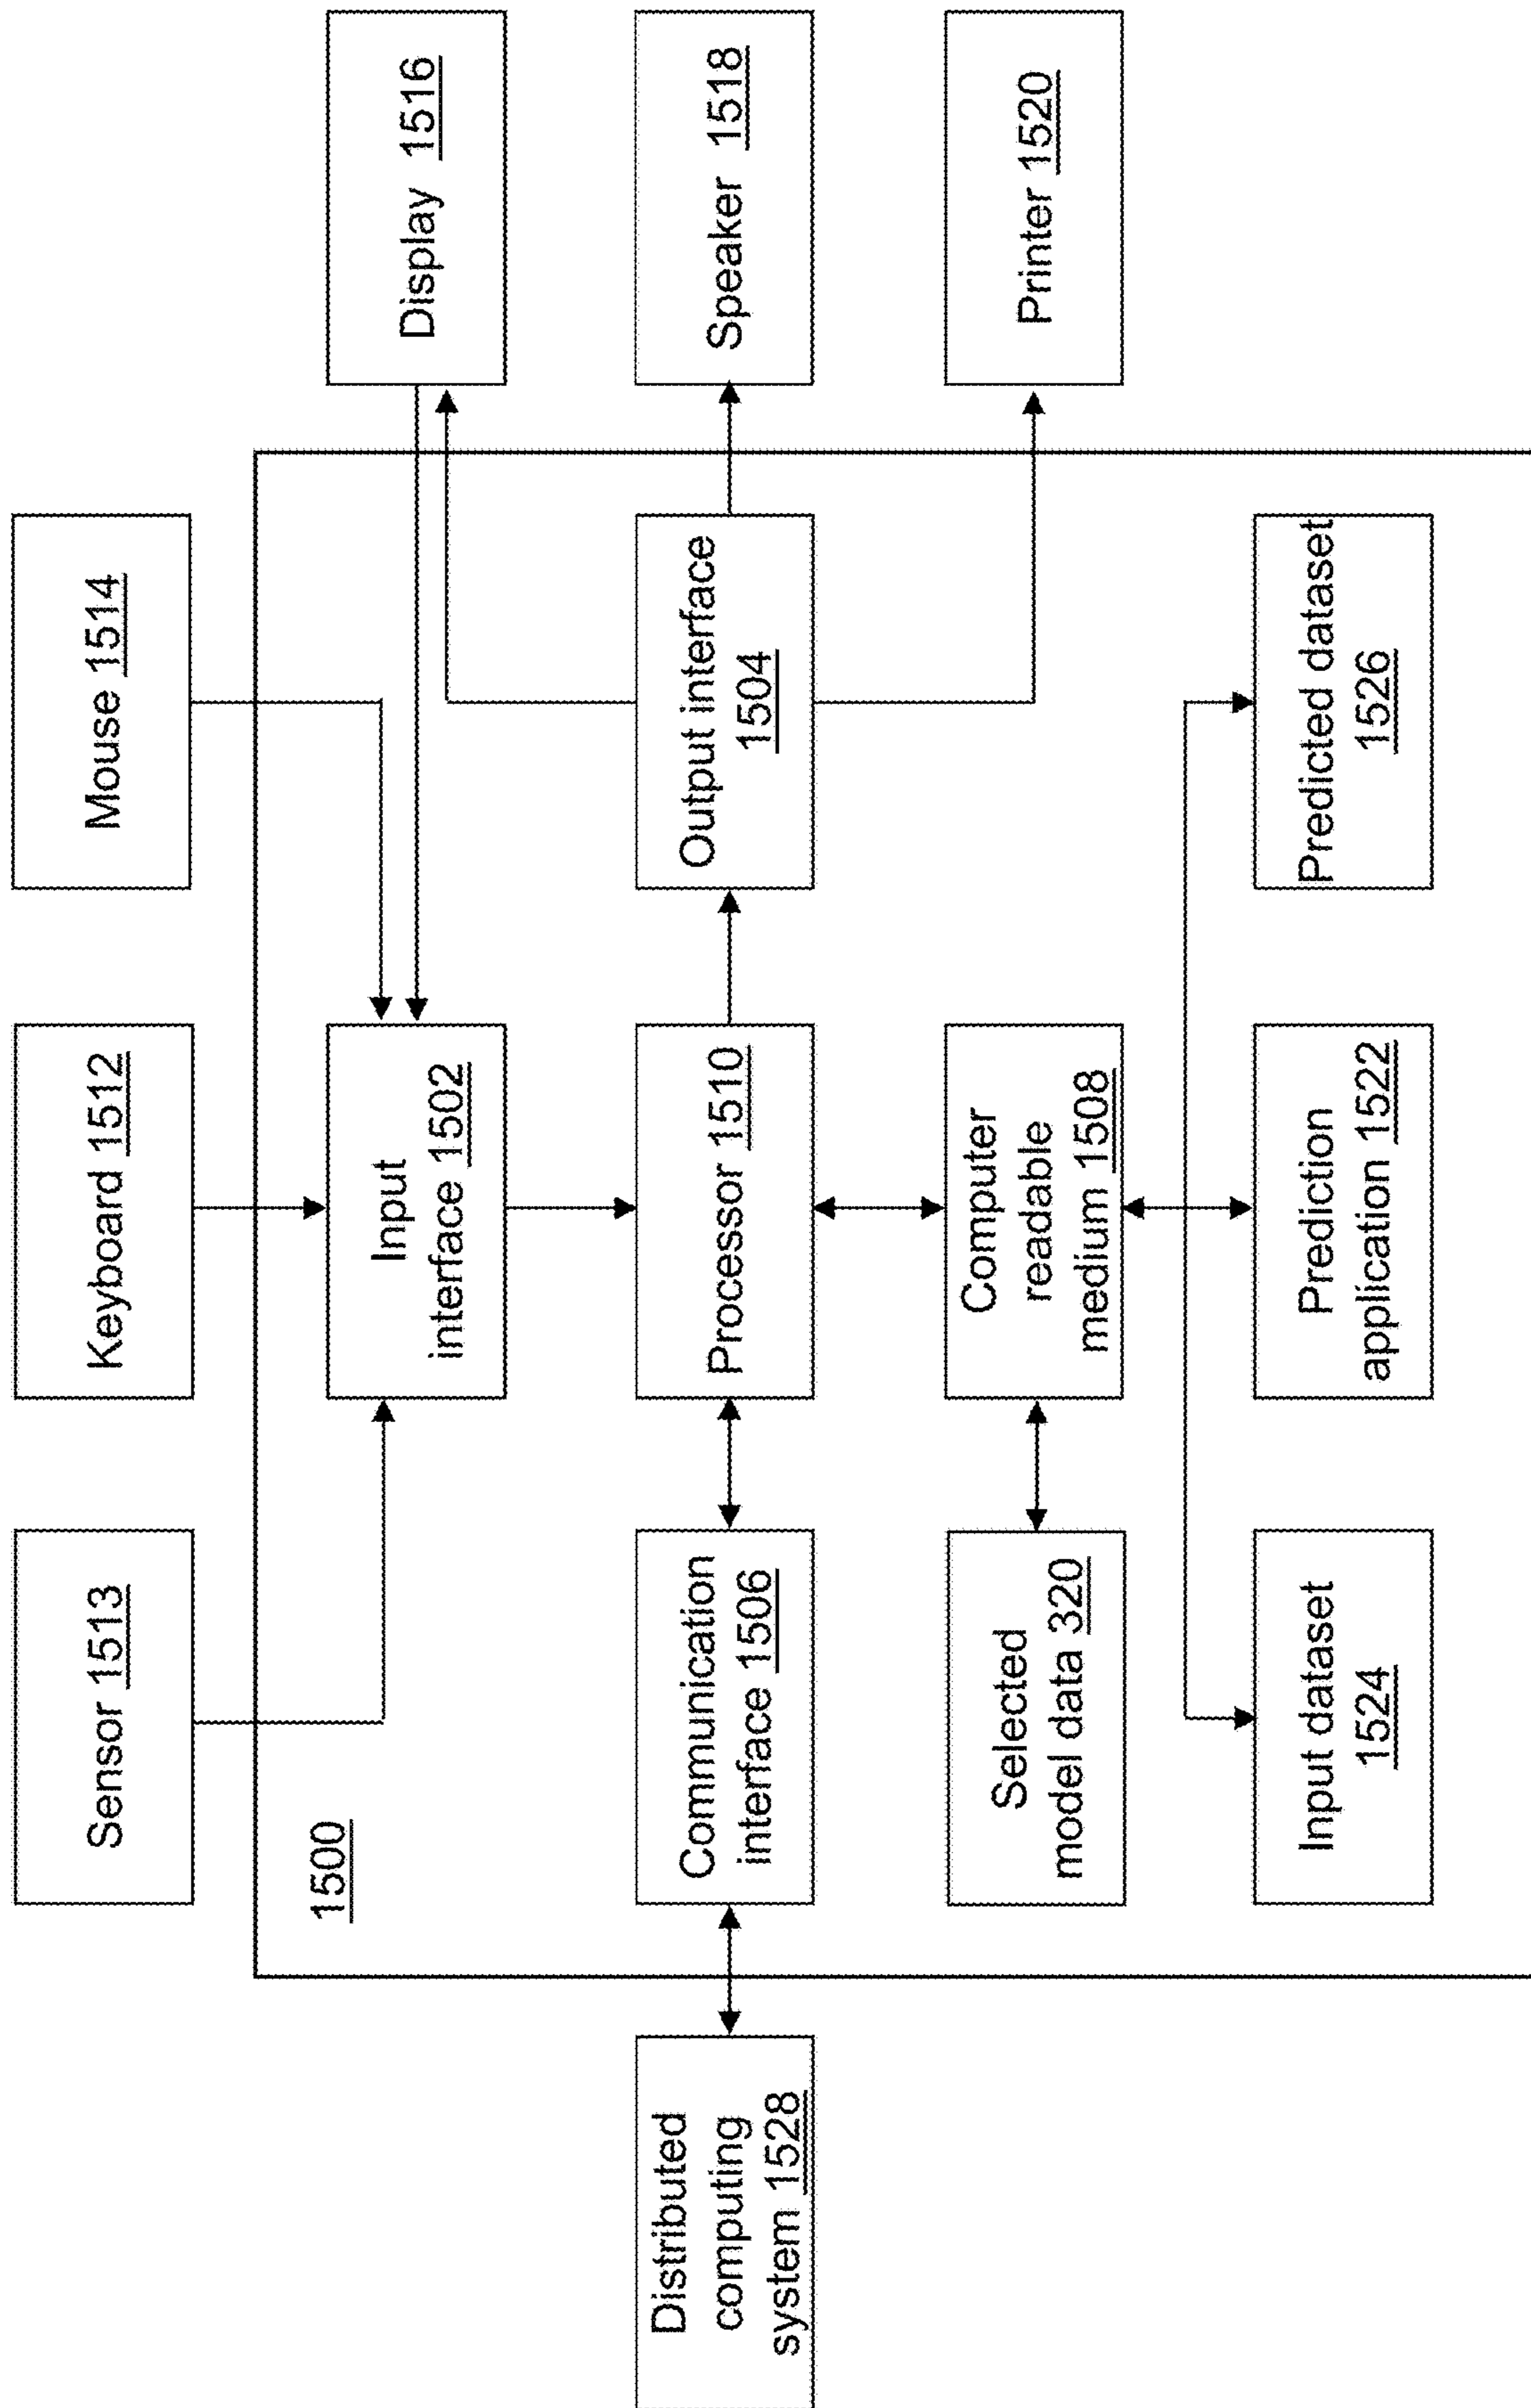 Sensor 1513
Keyboard 1512
Mouse 1514
1500
Input
interface 1502
Display 1516
Distributed
computing
system 1528
Communication
interface 1506
Processor 1510
Output interface
1504
Speaker 1518
Selected
model data 320
Computer
readable
medium 1508
Printer 1520
Input dataset
1524
Prediction
application 1522
Predicted dataset
1526